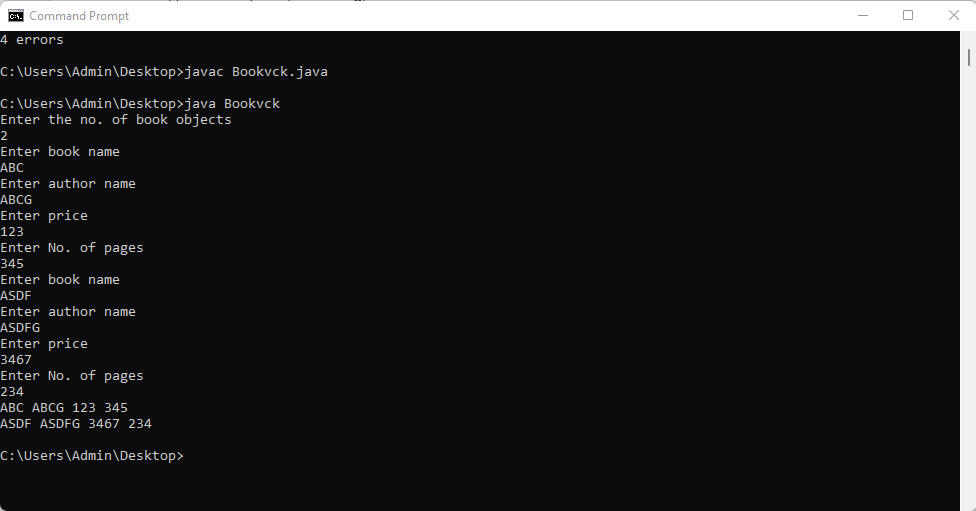 Command Prompt
4 errors
C:\Users\Admin\Desktop>javac Bookvck.java
C:\Users\Admin\Desktop>java Bookvck
Enter the no. of book objects
2
Enter book name
ABC
Enter author name
ABCG
Enter price
123
Enter No. of pages
345
Enter book name
ASDF
Enter author name
ASDFG
Enter price
3467
Enter No. of pages
234
ABC ABCG 123 345
ASDF ASDFG 3467 234
C:\Users\Admin\Desktop>